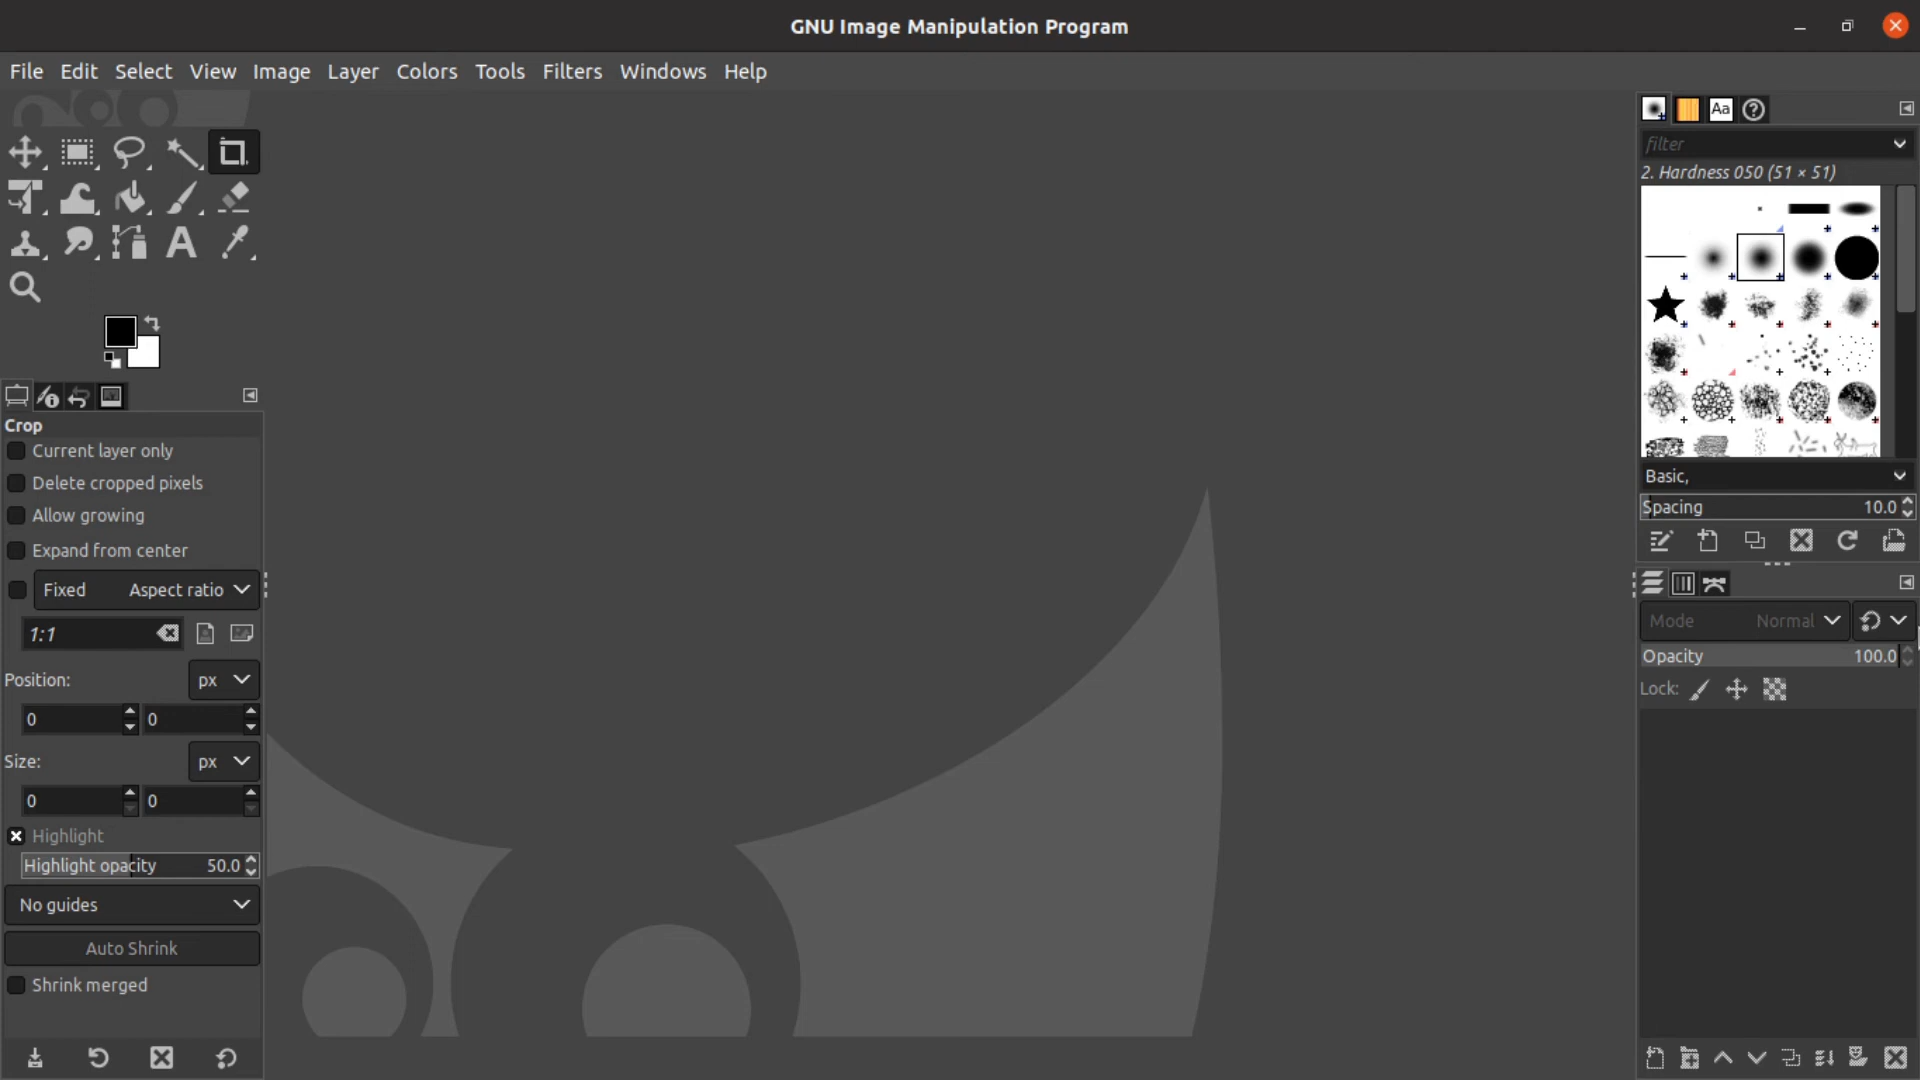 GNU Image Manipulation Program
File Edit Select View Image Layer Colors Tools Filters Windows Help
Aa
filter
2. Hardness 050 (51 × 51)
A
Crop
Current layer only
Delete cropped pixels
Allow growing
Expand from center
Fixed Aspect ratio
1:1
Position: px
0 0
Size: px
0 0
Highlight
Highlight opacity 50.0
No guides
Auto Shrink
Shrink merged
Basic,
Spacing 10.0
Mode Normal
Opacity 100.0
Lock: